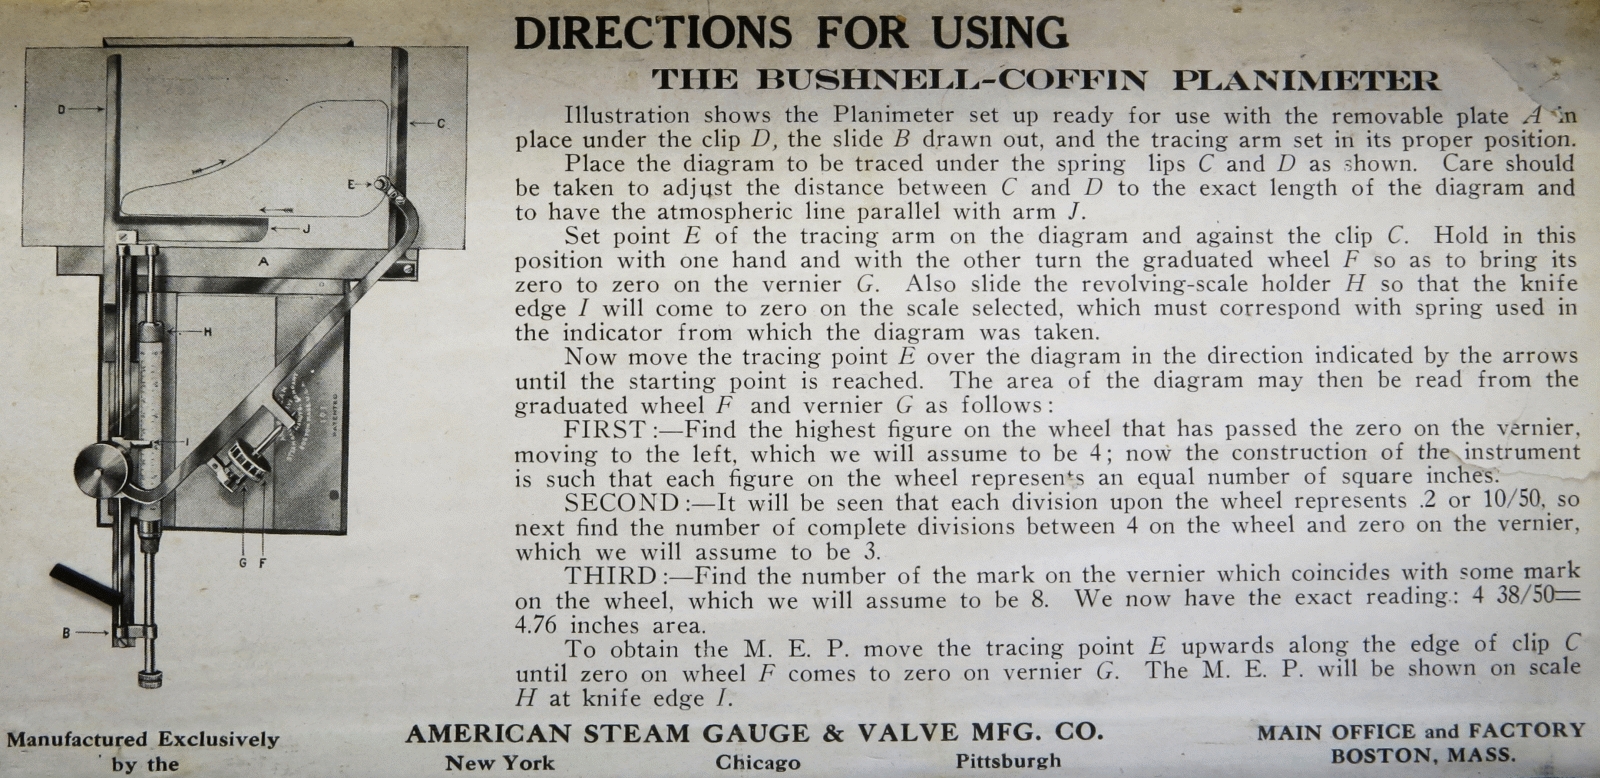 DIRECTIONS FOR USING
THE BUSHNELL-COFFIN PLANIMETER
Illustration shows the Planimeter set up ready for use with the removable plate A in
place under the clip D, the slide B drawn out, and the tracing arm set in its proper position.
Place the diagram to be traced under the spring lips C and D as shown. Care should
be taken to adjust the distance between C and D to the exact length of the diagram and
to have the atmospheric line parallel with arm J.
Set point E of the tracing arm on the diagram and against the clip C. Hold in this
position with one hand and with the other turn the graduated wheel F so as to bring its
zero to zero on the vernier G. Also slide the revolving-scale holder H so that the knife
edge I will come to zero on the scale selected, which must correspond with spring used in
the indicator from which the diagram was taken.
Now move the tracing point E over the diagram in the direction indicated by the arrows
until the starting point is reached. The area of the diagram may then be read from the
graduated wheel F and vernier G as follows:
FIRST:—Find the highest figure on the wheel that has passed the zero on the vernier,
moving to the left, which we will assume to be 4; now the construction of the instrument
is such that each figure on the wheel represents an equal number of square inches.
SECOND:—It will be seen that each division upon the wheel represents .2 or 10/50, so
next find the number of complete divisions between 4 on the wheel and zero on the vernier,
which we will assume to be 3.
THIRD:—Find the number of the mark on the vernier which coincides with some mark
on the wheel, which we will assume to be 8. We now have the exact reading: 4 38/50=
4.76 inches area.
To obtain the M. E. P. move the tracing point E upwards along the edge of clip C
until zero on wheel F comes to zero on vernier G. The M. E. P. will be shown on scale
H at knife edge I.
D
C
E
J
A
H
I
PATENTED
G F
B
Manufactured Exclusively
by the
AMERICAN STEAM GAUGE & VALVE MFG. CO.
New York Chicago Pittsburgh
MAIN OFFICE and FACTORY
BOSTON, MASS.